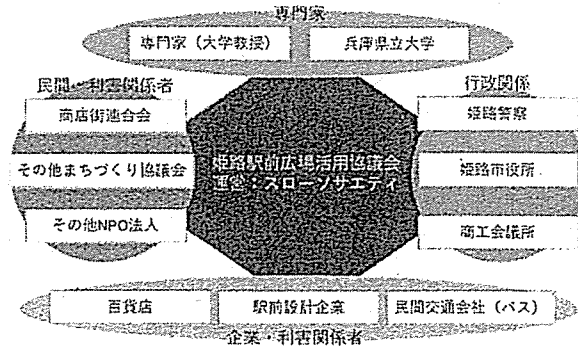 専門家
専門家（大学教授）
兵庫県立大学
民間・利害関係者
商店街連合会
その他まちづくり協議会
その他NPO法人
姫路駅前広場活用協議会
運営：スローソサエティ
行政関係
姫路警察
姫路市役所
商工会議所
百貨店
駅前設計企業
民間交通会社（バス）
企業・利害関係者